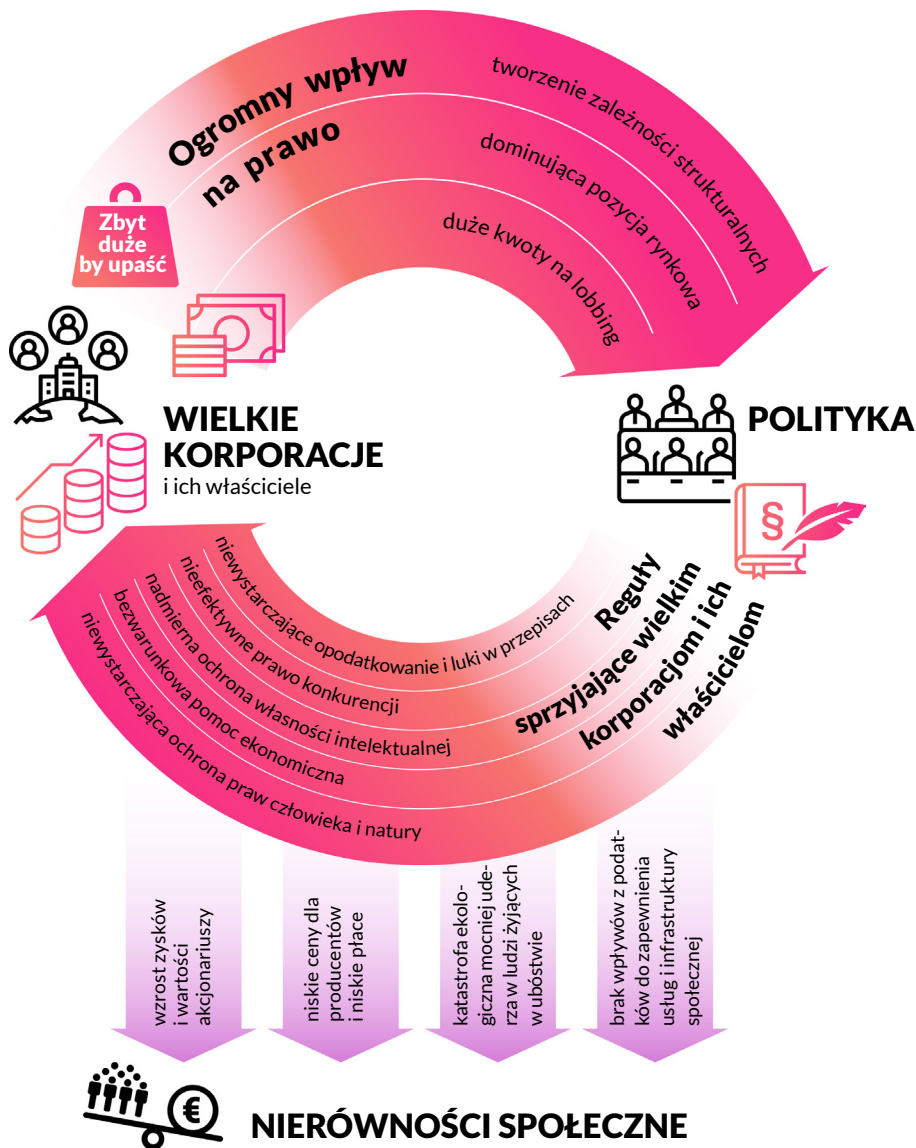 Ogromny wpływ
na prawo
tworzenie zależności strukturalnych
dominująca pozycja rynkowa
duże kwoty na lobbing
Zbyt
duże
by upaść
WIELKIE
KORPORACJE
i ich właściciele
POLITYKA
§
Reguły
sprzyjające wielkim
korporacjom i ich
właścicielom
niewystarczające opodatkowanie i luki w przepisach
nieefektywne prawo konkurencji
nadmierna ochrona własności intelektualnej
bezwarunkowa pomoc ekonomiczna
niewystarczająca ochrona praw człowieka i natury
wzrost zysków
i wartości
akcjonariuszy
niskie ceny dla
producentów
i niskie płace
katastrofa ekolo-
giczna mocniej ude-
rza w ludzi żyjących
w ubóstwie
brak wpływów z podat-
ków do zapewnienia
usług i infrastruktury
społecznej
€
NIERÓWNOŚCI SPOŁECZNE